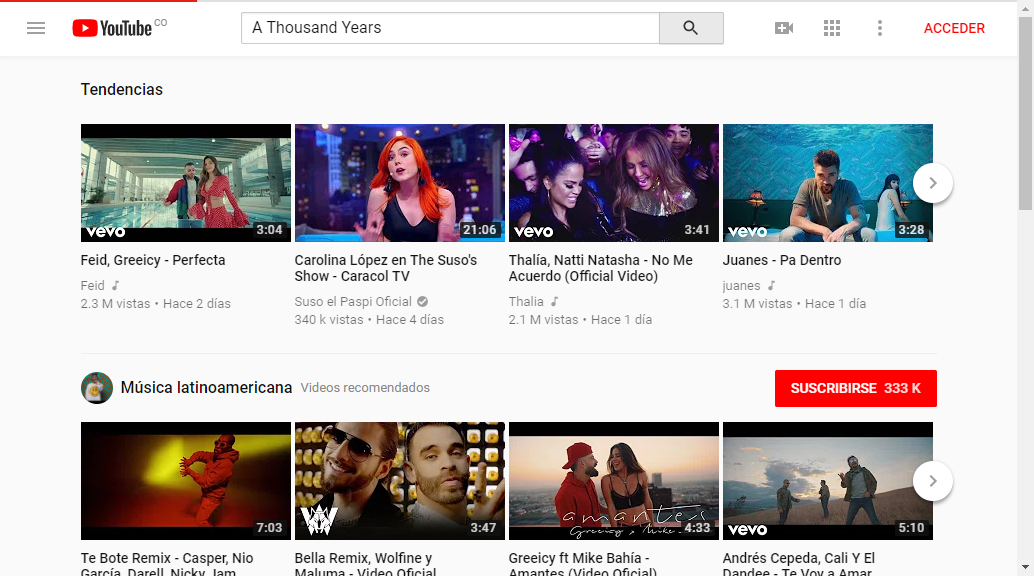 YouTube CO
A Thousand Years
ACCEDER
Tendencias
vevo 3:04
21:06
vevo 3:41
vevo 3:28
Feid, Greeicy - Perfecta
Feid
2.3 M vistas • Hace 2 días
Carolina López en The Suso's
Show - Caracol TV
Suso el Paspi Oficial
340 k vistas • Hace 4 días
Thalía, Natti Natasha - No Me
Acuerdo (Official Video)
Thalia
2.1 M vistas • Hace 1 día
Juanes - Pa Dentro
juanes
3.1 M vistas • Hace 1 día
Música latinoamericana Videos recomendados
SUSCRIBIRSE 333 K
7:03
W 3:47
amantes 4:33
Greeicy x Mike
vevo 5:10
Te Bote Remix - Casper, Nio
García, Darell, Nicky Jam,
Bella Remix, Wolfine y
Maluma - Video Oficial
Greeicy ft Mike Bahía -
Amantes (Video Oficial)
Andrés Cepeda, Cali Y El
Dandee - Te Voy a Amar